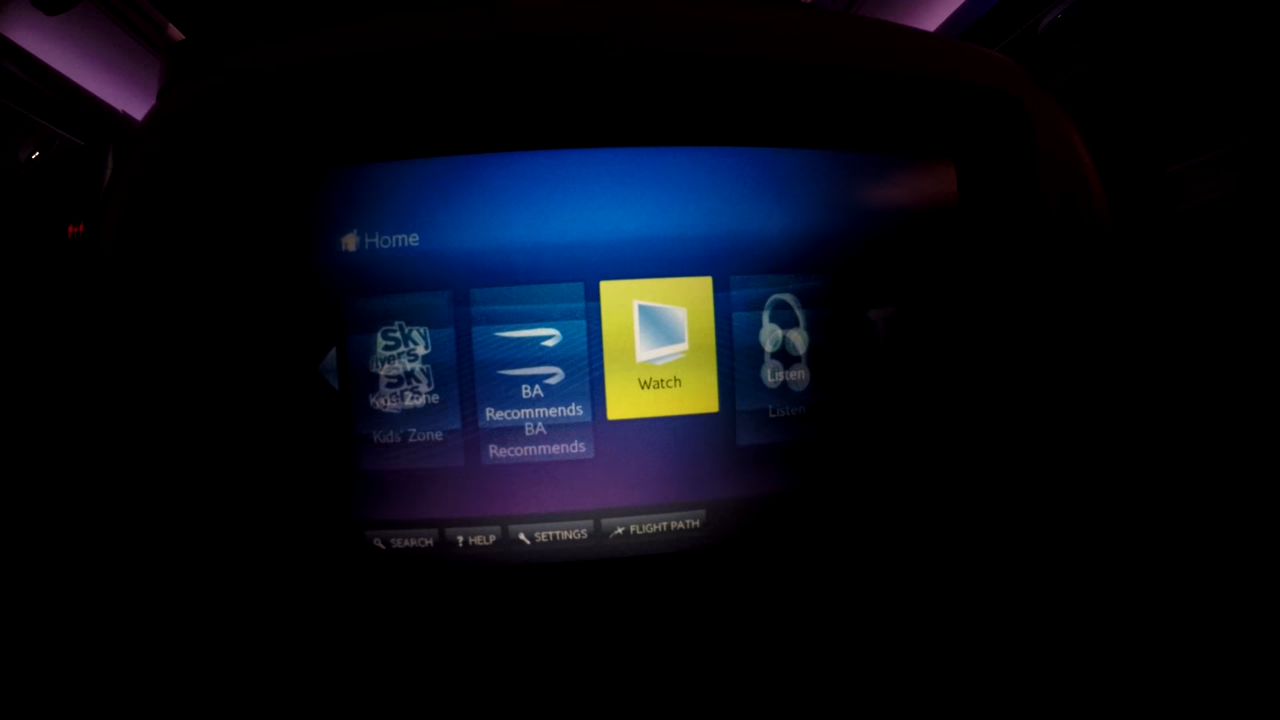 Home
Sky
flyers
Sky
Kids' Zone
Kids' Zone
BA
Recommends
BA
Recommends
Watch
Listen
Listen
SEARCH
? HELP
SETTINGS
FLIGHT PATH